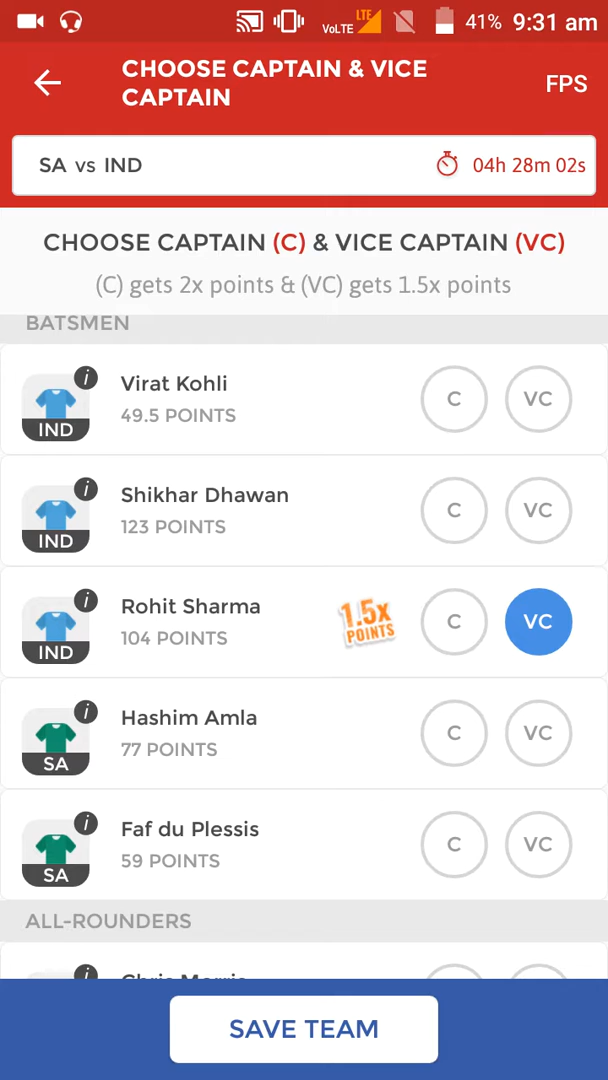 VoLTE LTE 41% 9:31 am
CHOOSE CAPTAIN & VICE
CAPTAIN
FPS
SA vs IND 04h 28m 02s
CHOOSE CAPTAIN (C) & VICE CAPTAIN (VC)
(C) gets 2x points & (VC) gets 1.5x points
BATSMEN
i
Virat Kohli
49.5 POINTS
IND
C VC
i
Shikhar Dhawan
123 POINTS
IND
C VC
i
Rohit Sharma
104 POINTS
IND
1.5x
POINTS
C VC
i
Hashim Amla
77 POINTS
SA
C VC
i
Faf du Plessis
59 POINTS
SA
C VC
ALL-ROUNDERS
i
Chris Morris
SAVE TEAM